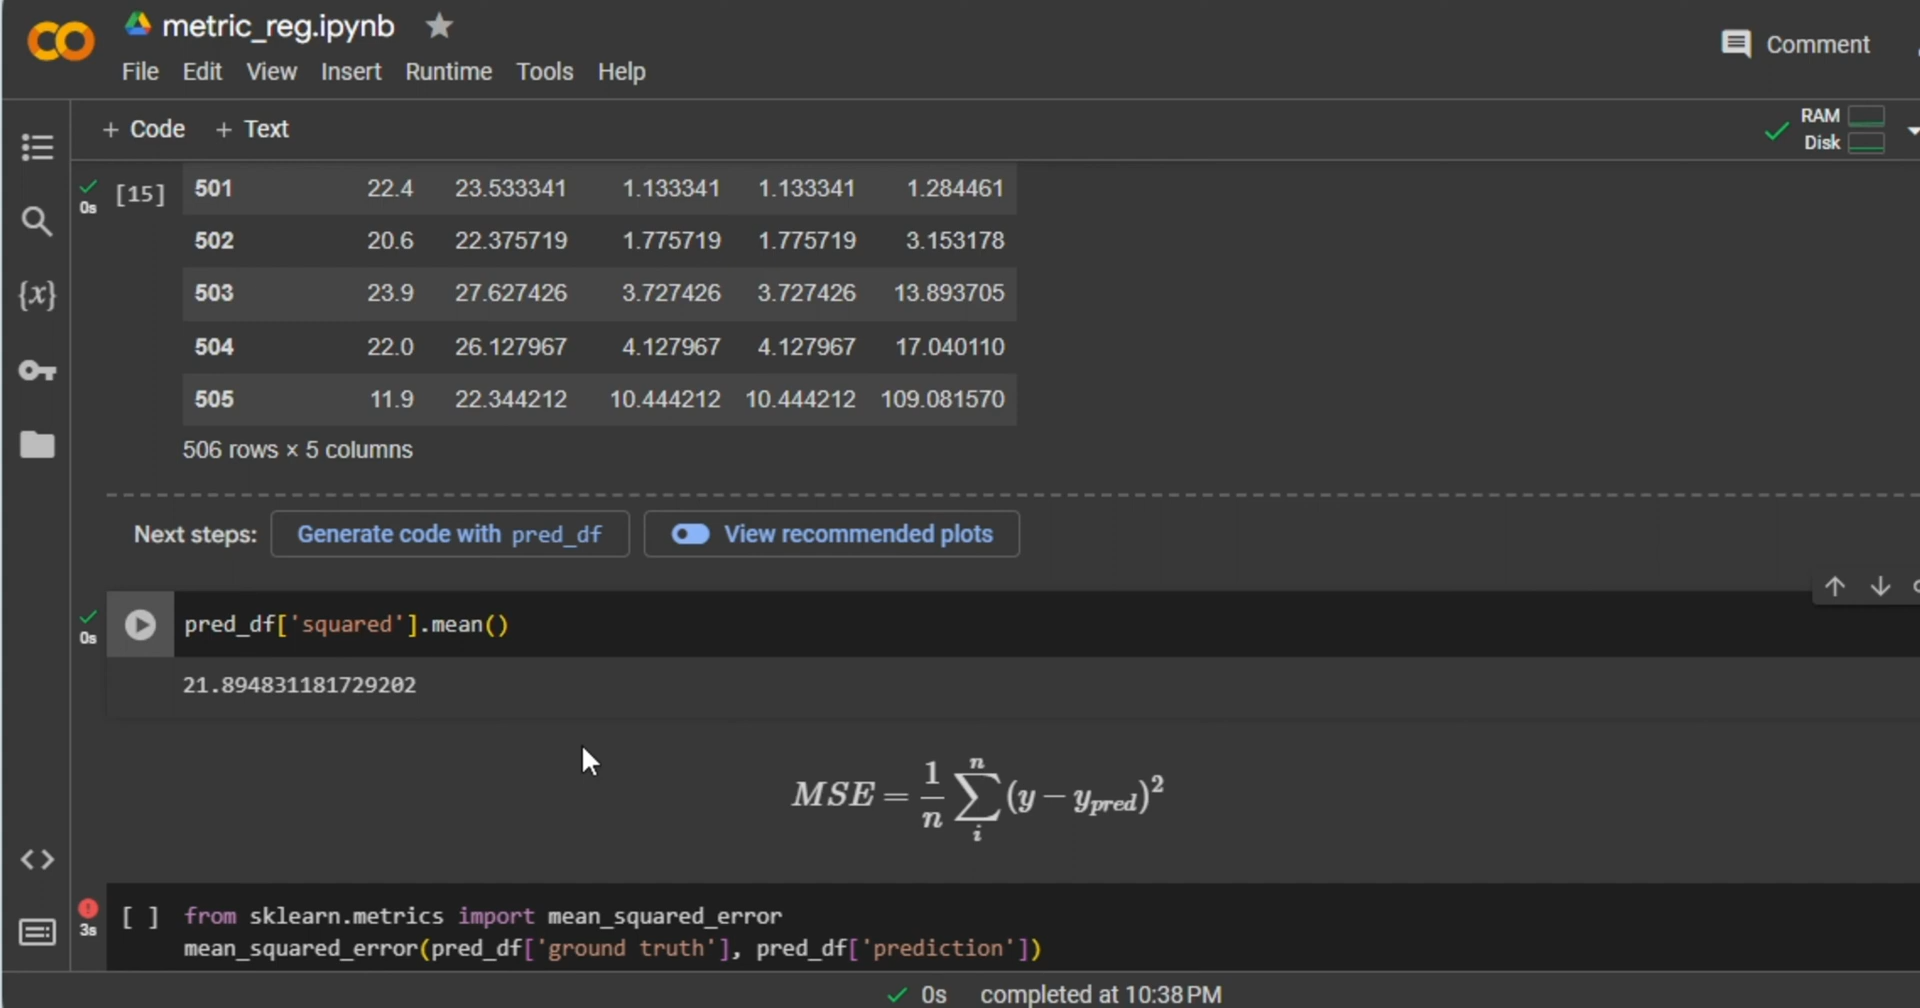 metric_reg.ipynb
Comment
File Edit View Insert Runtime Tools Help
+ Code + Text
RAM
Disk
0s [15]
501 22.4 23.533341 1.133341 1.133341 1.284461
502 20.6 22.375719 1.775719 1.775719 3.153178
503 23.9 27.627426 3.727426 3.727426 13.893705
504 22.0 26.127967 4.127967 4.127967 17.040110
505 11.9 22.344212 10.444212 10.444212 109.081570
506 rows × 5 columns
Next steps: Generate code with pred_df View recommended plots
0s pred_df['squared'].mean()
21.894831181729202
MSE = \frac{1}{n} \sum_{i}^{n} (y - y_{pred})^2
3s [ ] from sklearn.metrics import mean_squared_error
mean_squared_error(pred_df['ground truth'], pred_df['prediction'])
0s completed at 10:38 PM